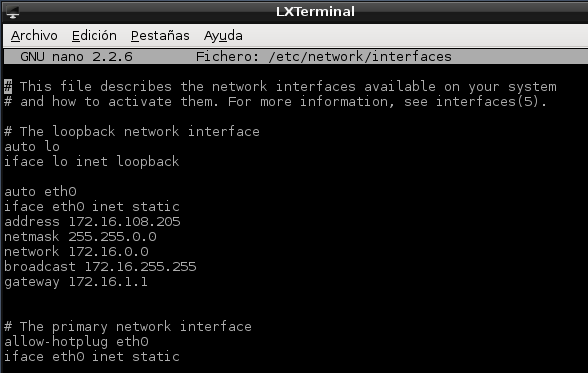 LXTerminal
Archivo Edición Pestañas Ayuda
GNU nano 2.2.6 Fichero: /etc/network/interfaces
# This file describes the network interfaces available on your system
# and how to activate them. For more information, see interfaces(5).
# The loopback network interface
auto lo
iface lo inet loopback
auto eth0
iface eth0 inet static
address 172.16.108.205
netmask 255.255.0.0
network 172.16.0.0
broadcast 172.16.255.255
gateway 172.16.1.1
# The primary network interface
allow-hotplug eth0
iface eth0 inet static